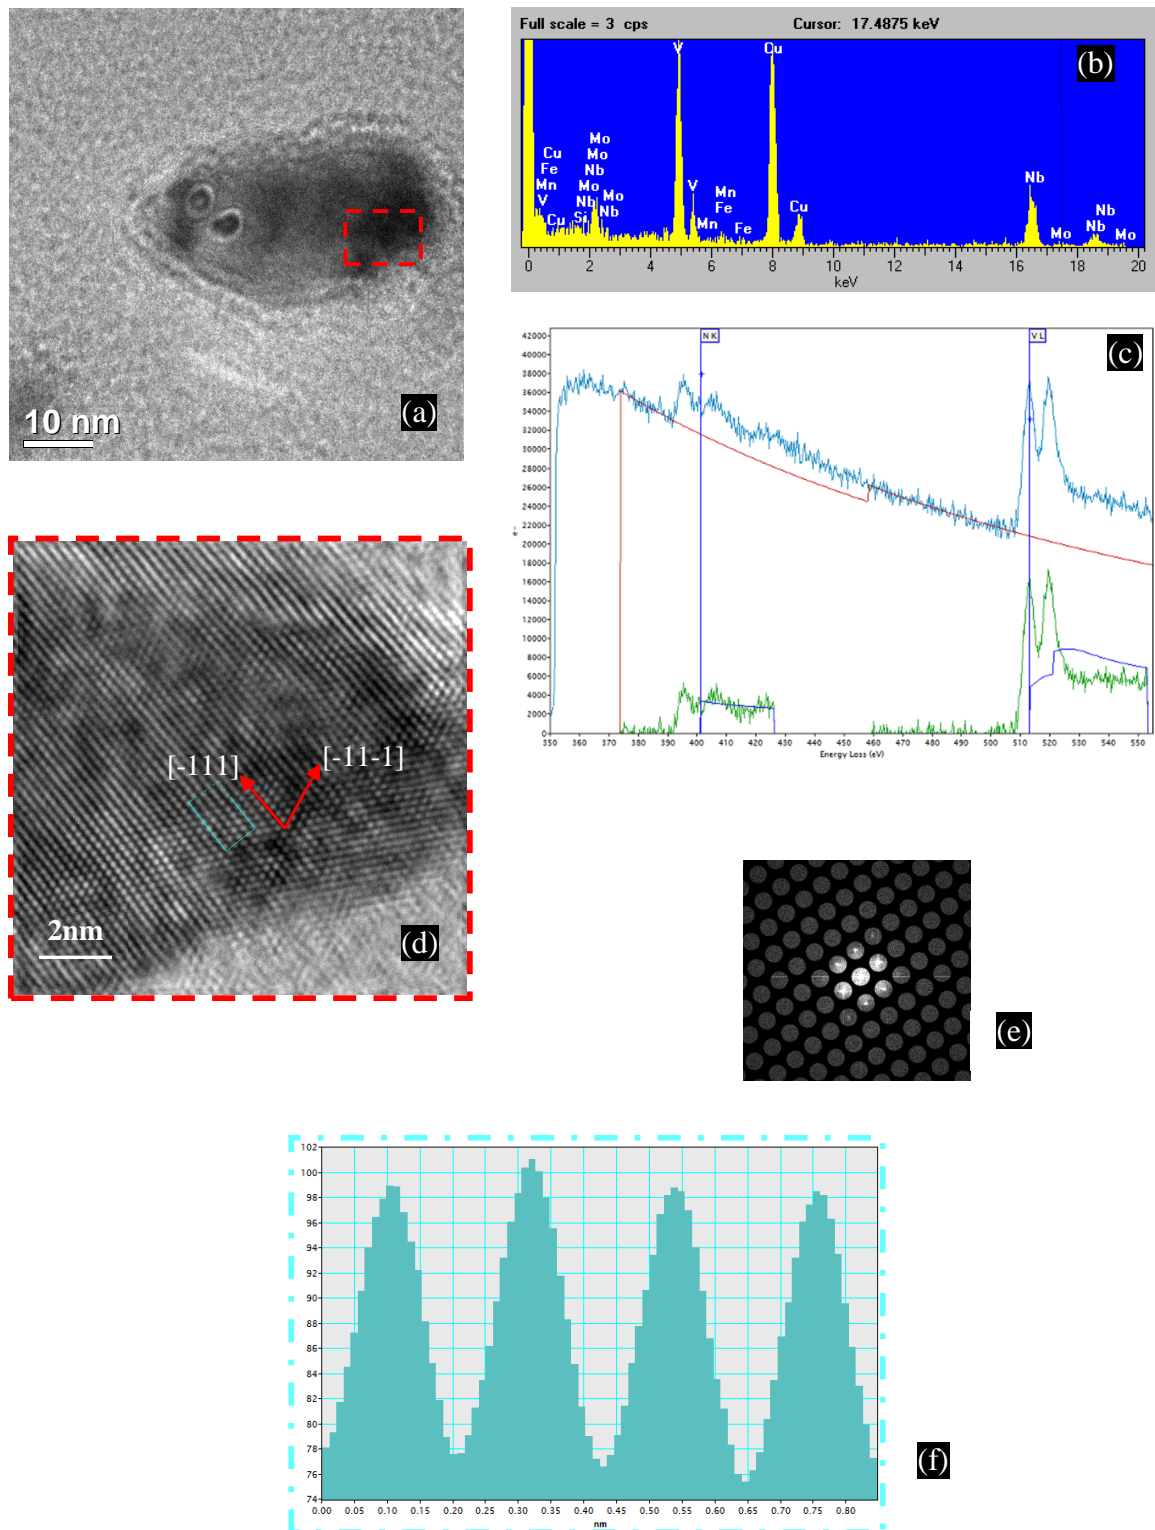 10 nm
(a)
Full scale = 3 cps Cursor: 17.4875 keV
(b)
V
Cu
Mo
Cu
Mo
Fe
Nb
Mn
Mo
Mo
V
Nb
Nb
Cu
Si
V
Mn
Mn
Fe
Fe
Cu
Nb
Mo
Nb
Nb
Mo
0 2 4 6 8 10 12 14 16 18 20
keV
(c)
N K
V L
42000
40000
38000
36000
34000
32000
30000
28000
26000
24000
22000
20000
18000
16000
14000
12000
10000
8000
6000
4000
2000
0
e-
350 360 370 380 390 400 410 420 430 440 450 460 470 480 490 500 510 520 530 540 550
Energy Loss (eV)
[-111]
[-11-1]
2nm
(d)
(e)
102
100
98
96
94
92
90
88
86
84
82
80
78
76
74
0.00 0.05 0.10 0.15 0.20 0.25 0.30 0.35 0.40 0.45 0.50 0.55 0.60 0.65 0.70 0.75 0.80
nm
(f)